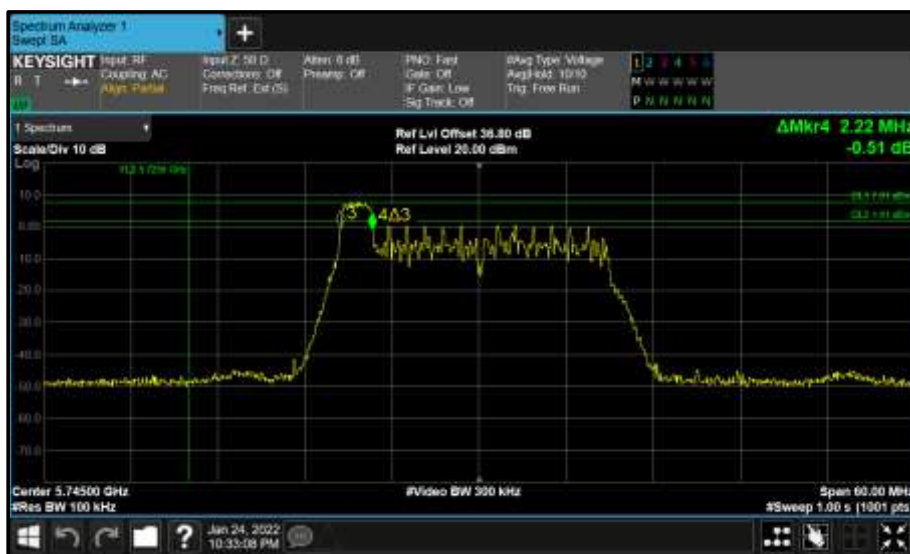 Spectrum Analyzer 1
Swept SA
+
KEYSIGHT
R T
Input: RF
Coupling: AC
Align: Partial
Input Z: 50 Ω
Corrections: Off
Freq Ref: Ext (S)
Atten: 0 dB
Preamp: Off
PNO: Fast
Gate: Off
IF Gain: Low
Sig Track: Off
#Avg Type: Voltage
Avg|Hold: 10/10
Trig: Free Run
1 2 3 4 5 6
M W W W W W
P N N N N N
1 Spectrum
Scale/Div 10 dB
Ref Lvl Offset 36.80 dB
Ref Level 20.00 dBm
ΔMkr4 2.22 MHz
-0.51 dB
Log
10.0
0.00
-10.0
-20.0
-30.0
-40.0
-50.0
-60.0
-70.0
3
4Δ3
Center 5.74500 GHz
#Res BW 100 kHz
#Video BW 300 kHz
Span 60.00 MHz
#Sweep 1.00 s (1001 pts
?
Jan 24, 2022
10:33:08 PM